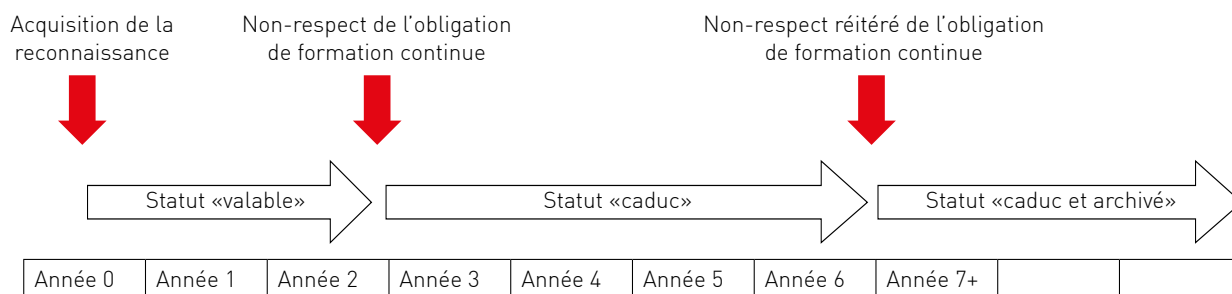 Acquisition de la
reconnaissance
Non-respect de l’obligation
de formation continue
Non-respect réitéré de l’obligation
de formation continue
Statut «valable»
Statut «caduc»
Statut «caduc et archivé»
Année 0
Année 1
Année 2
Année 3
Année 4
Année 5
Année 6
Année 7+